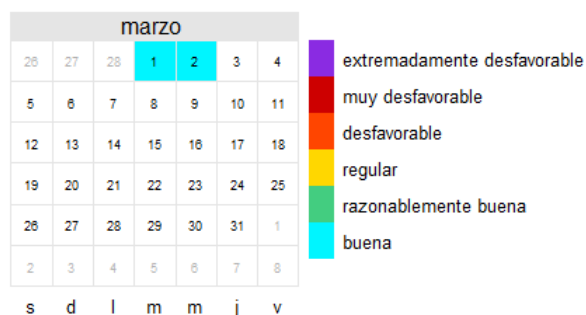 marzo
26 27 28 1 2 3 4
5 6 7 8 9 10 11
12 13 14 15 16 17 18
19 20 21 22 23 24 25
26 27 28 29 30 31 1
2 3 4 5 6 7 8
s d l m m j v
extremadamente desfavorable
muy desfavorable
desfavorable
regular
razonablemente buena
buena